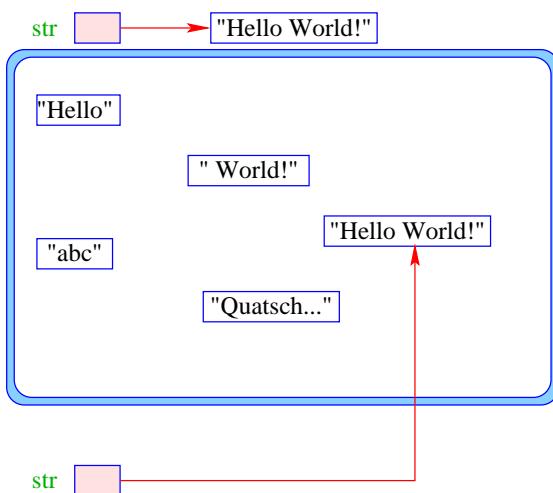 str "Hello World!"
"Hello"
" World!"
"Hello World!"
"abc"
"Quatsch..."
str